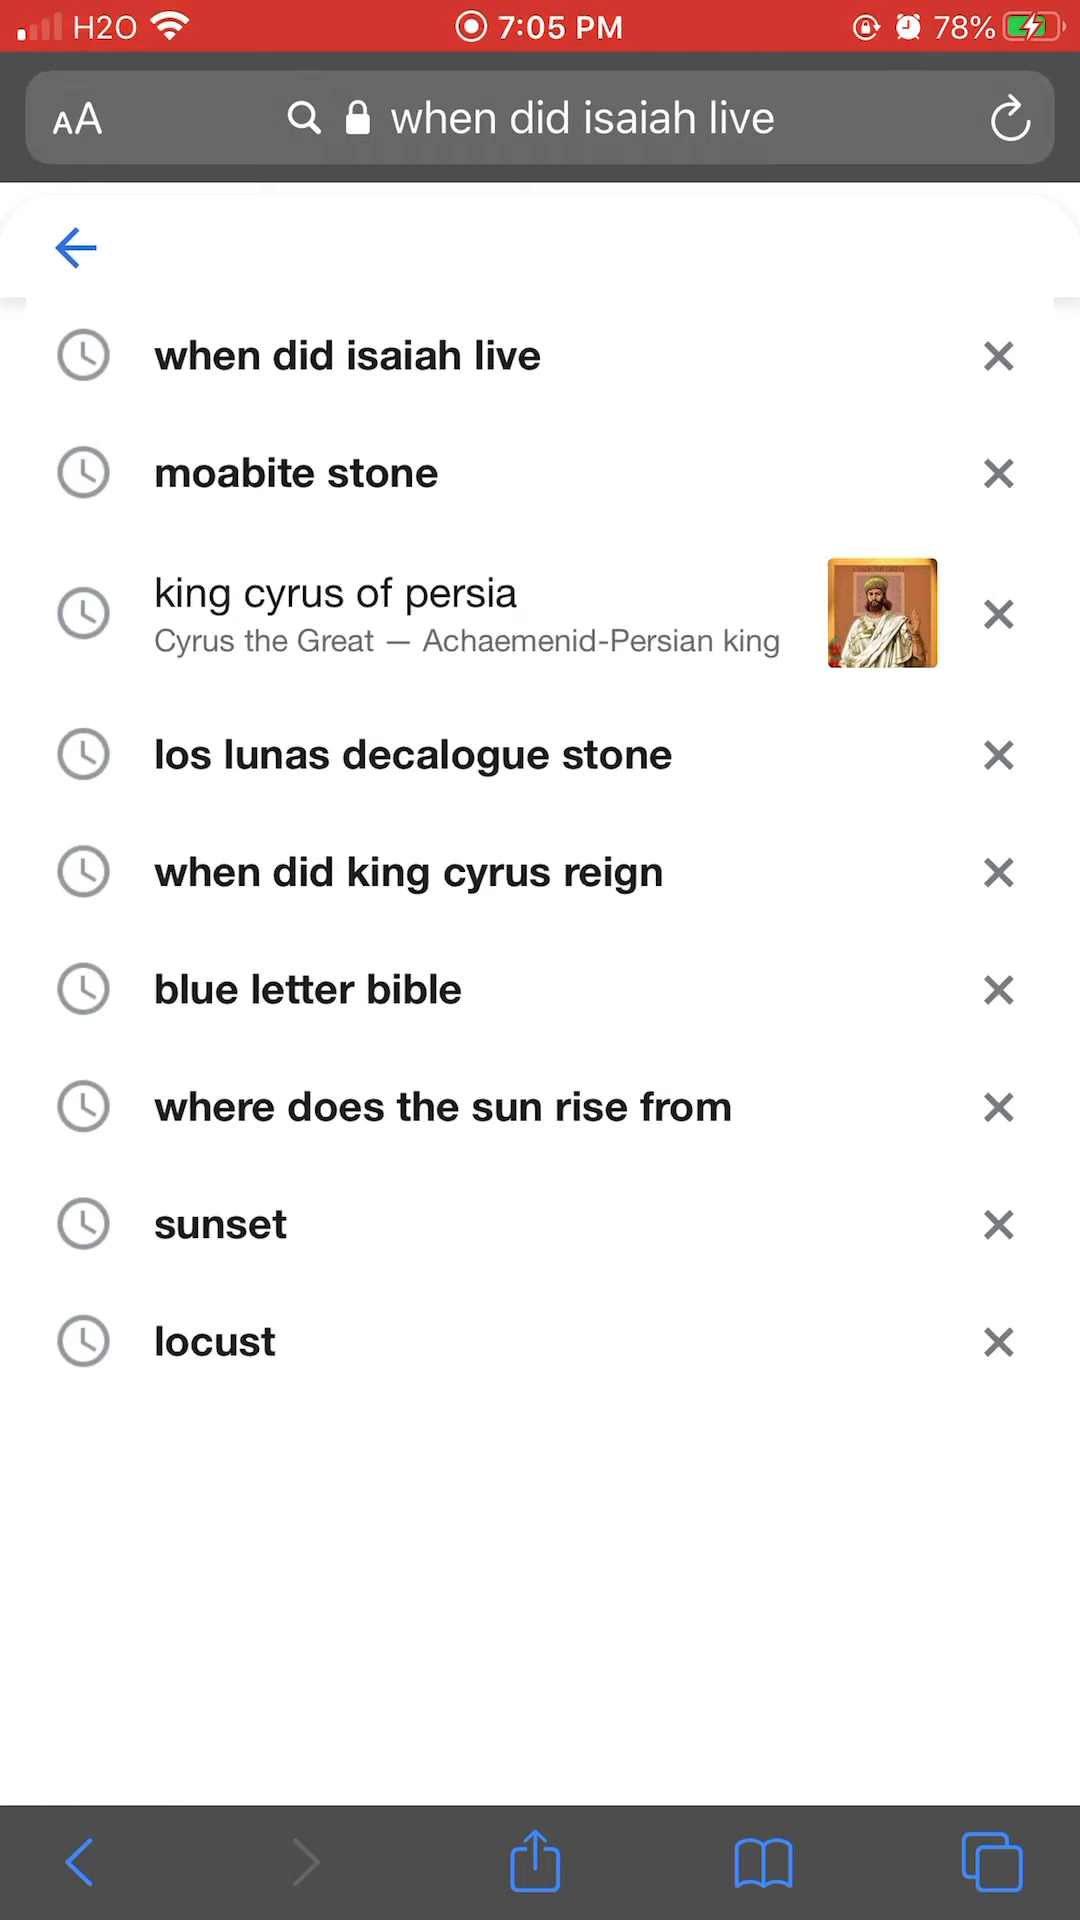 H2O 7:05 PM 78%
AA when did isaiah live
when did isaiah live
moabite stone
king cyrus of persia
Cyrus the Great — Achaemenid-Persian king
los lunas decalogue stone
when did king cyrus reign
blue letter bible
where does the sun rise from
sunset
locust